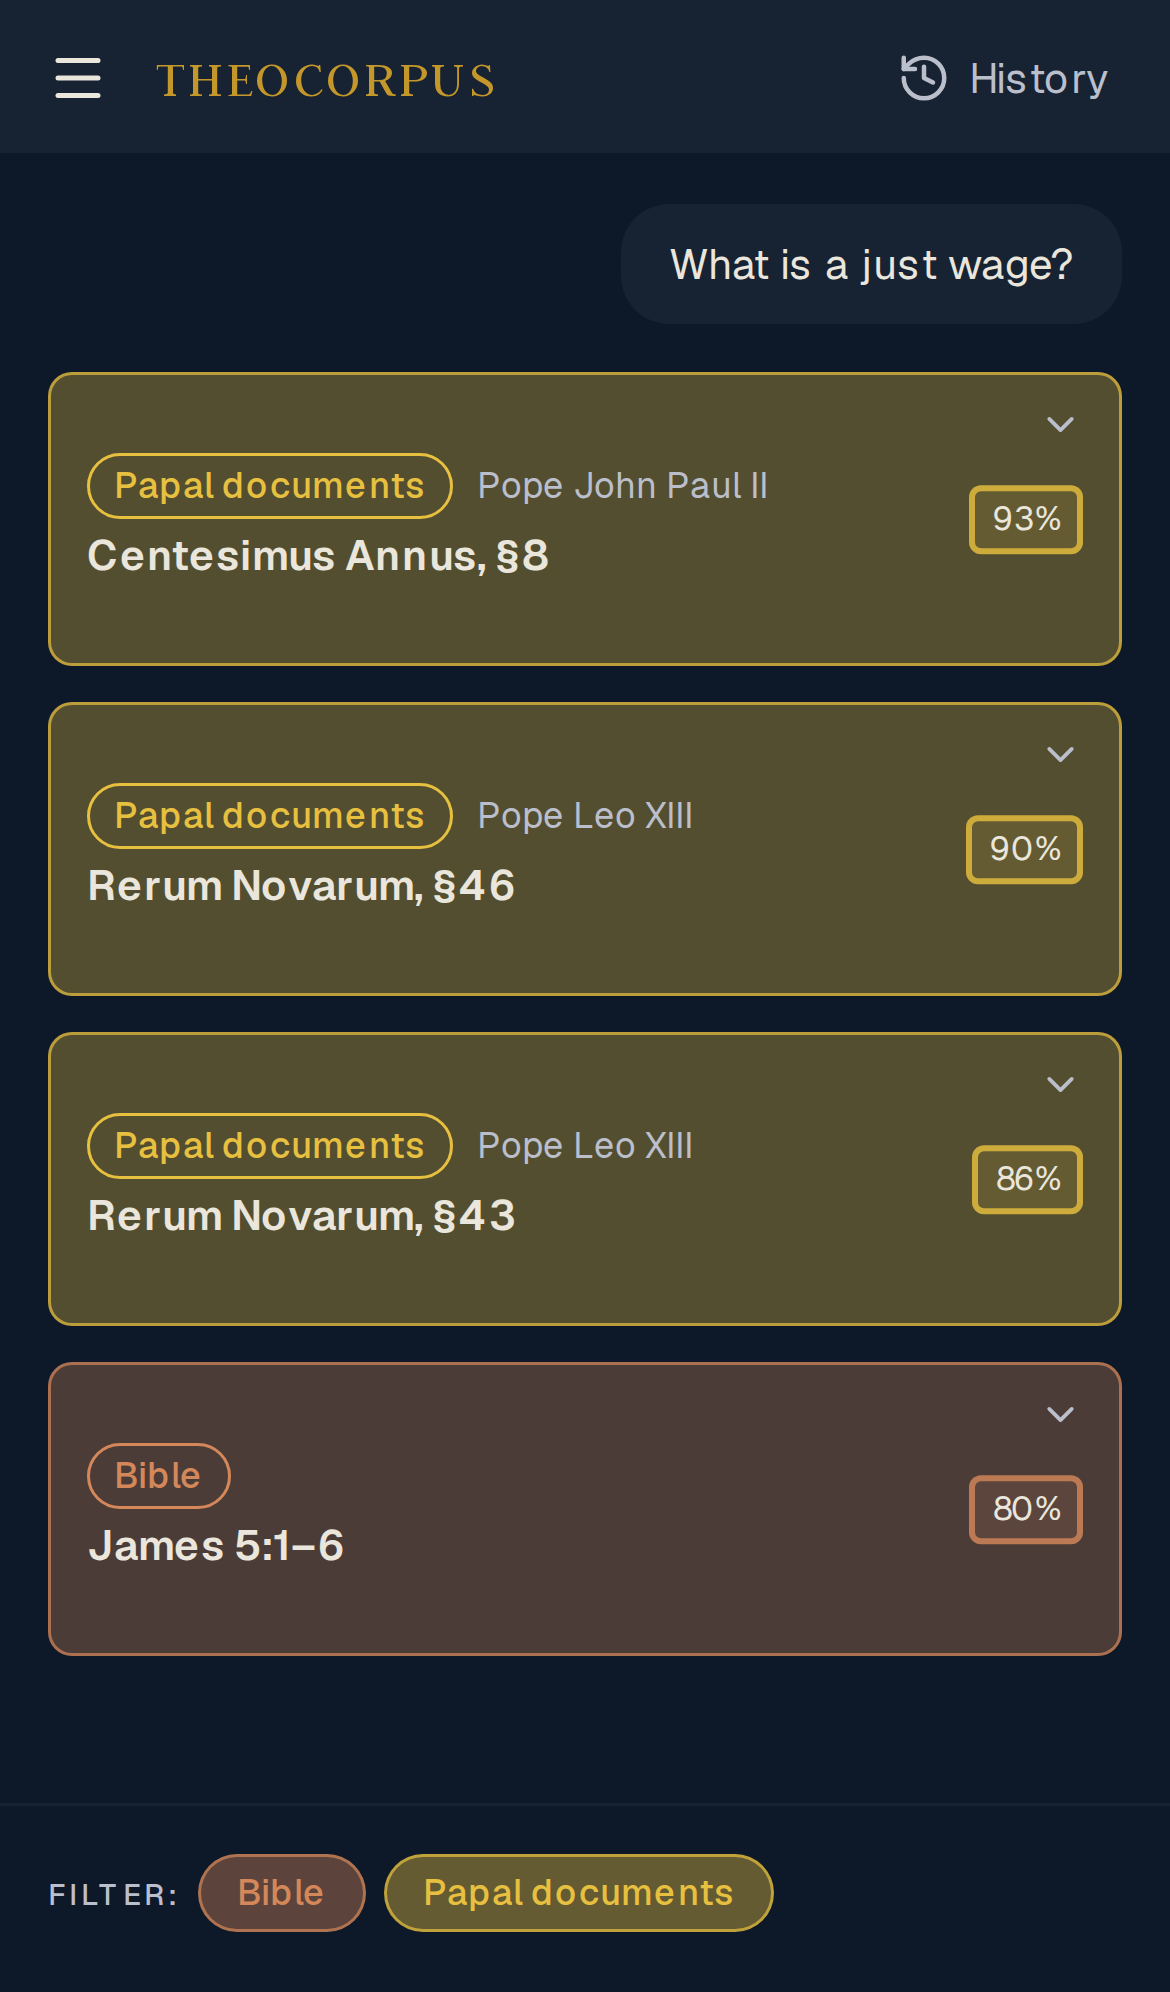 THEOCORPUS
History
What is a just wage?
Papal documents Pope John Paul II
93%
Centesimus Annus, §8
Papal documents Pope Leo XIII
90%
Rerum Novarum, §46
Papal documents Pope Leo XIII
86%
Rerum Novarum, §43
Bible
80%
James 5:1–6
FILTER: Bible Papal documents